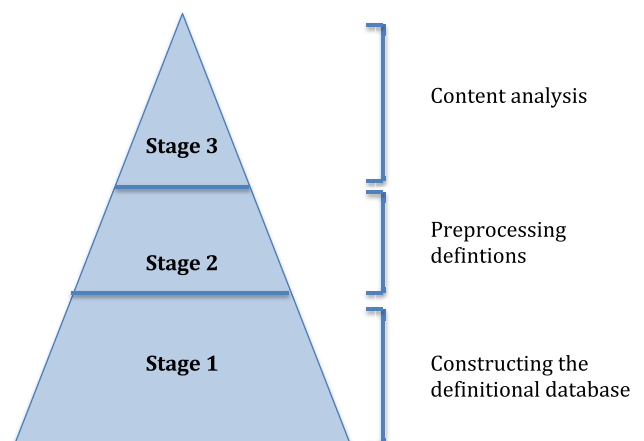 Content analysis
Stage 3
Preprocessing
defintions
Stage 2
Stage 1
Constructing the
definitional database